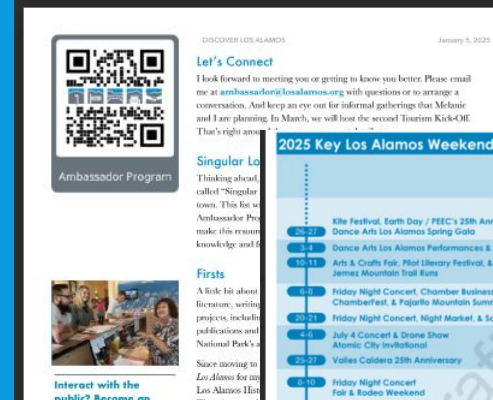 DISCOVER LOS ALAMOS
January 5, 2025
Let's Connect
I look forward to meeting you or getting to know you better. Please email
me at ambassador@losalamos.org with questions or to arrange a
conversation. And keep an eye out for informal gatherings that Melanie
and I are planning. In March, we will host the second Tourism Kick-Off.
That's right
Ambassador Program
Singular
Thinking ahead,
called "Singular
town. This list
Ambassador
make this
knowledge and
Firsts
A little bit about
literature, writing
projects,
publications and
National Park's
Since moving to
Los Alamos for my
Los Alamos
Interact with the
public? Become an
2025 Key Los Alamos Weekend
Kite Festival, Earth Day / PEEC's 25th
26-27 Dance Arts Los Alamos Spring Gala
3-4 Dance Arts Los Alamos Performances &
10-11 Arts & Crafts Fair, Pilot Literary Festival, &
Jemez Mountain Trail Runs
6-8 Friday Night Concert, Chamber Business
ChamberFest, & Pajarito Mountain
20-21 Friday Night Concert, Night Market, &
4-6 July 4 Concert & Drone Show
Atomic City Invitational
25-27 Valles Caldera 25th Anniversary
8-10 Friday Night Concert
Fair & Rodeo Weekend